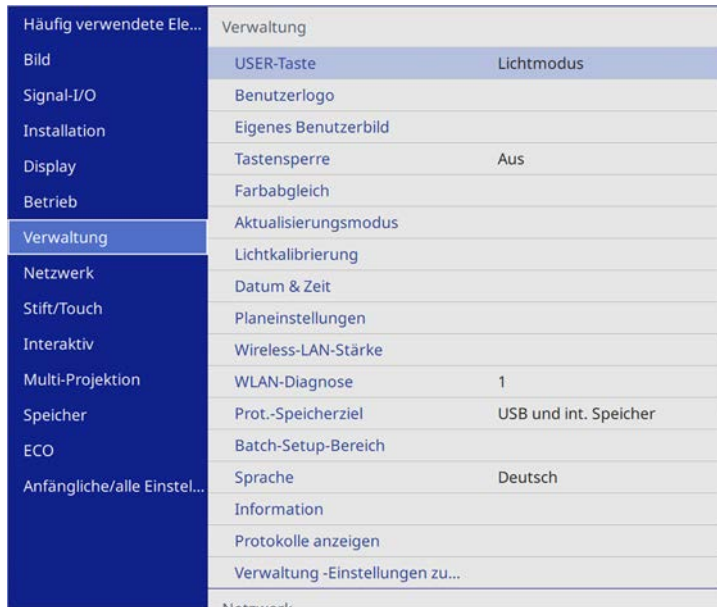 Häufig verwendete Ele...
Bild
Signal-I/O
Installation
Display
Betrieb
Verwaltung
Netzwerk
Stift/Touch
Interaktiv
Multi-Projektion
Speicher
ECO
Anfängliche/alle Einstel...
Verwaltung
USER-Taste Lichtmodus
Benutzerlogo
Eigenes Benutzerbild
Tastensperre Aus
Farbabgleich
Aktualisierungsmodus
Lichtkalibrierung
Datum & Zeit
Planeinstellungen
Wireless-LAN-Stärke
WLAN-Diagnose 1
Prot.-Speicherziel USB und int. Speicher
Batch-Setup-Bereich
Sprache Deutsch
Information
Protokolle anzeigen
Verwaltung -Einstellungen zu...